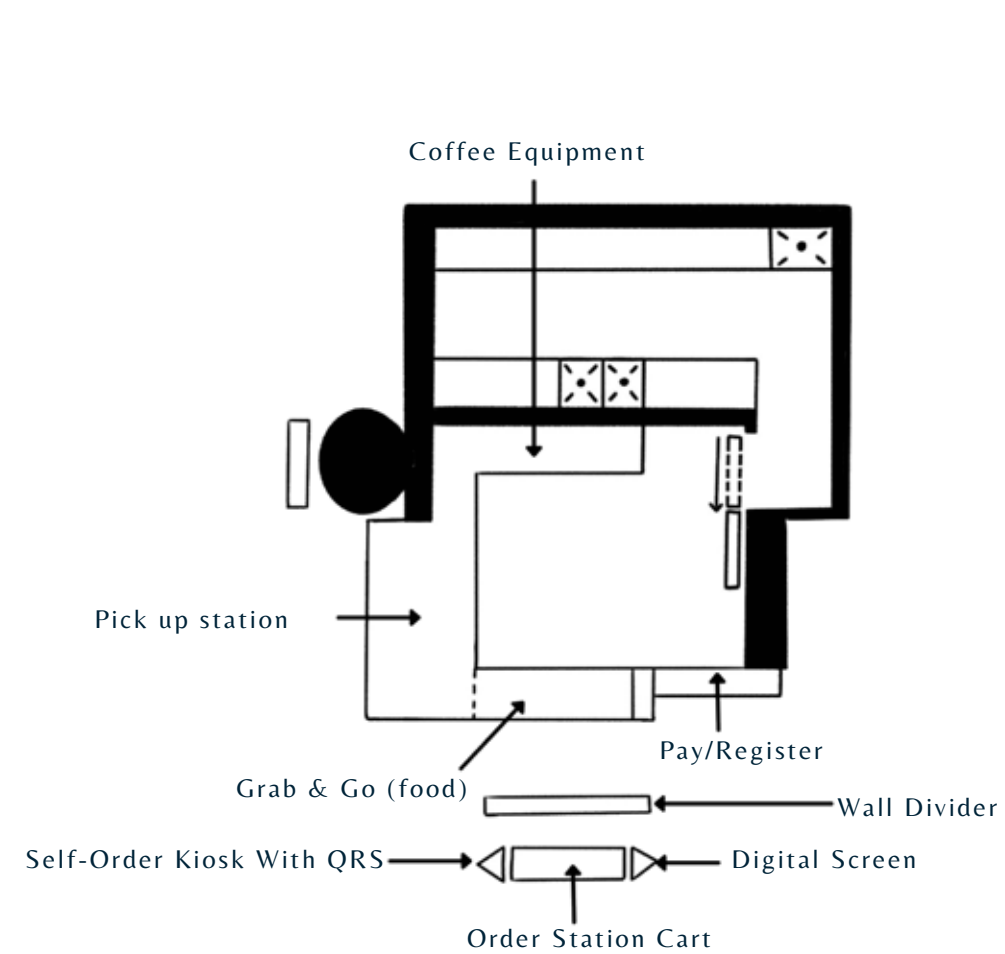 Coffee Equipment
Pick up station
Pay/Register
Grab & Go (food)
Wall Divider
Self-Order Kiosk With QRS
Digital Screen
Order Station Cart